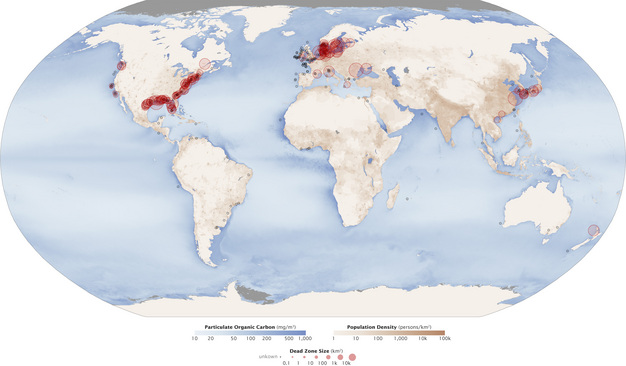 Particulate Organic Carbon (mg/m³)
10 20 50 100 200 500 1,000
Population Density (persons/km²)
1 10 100 1,000 10k 100k
Dead Zone Size (km²)
unknown 0.1 1 10 100 1k 10k